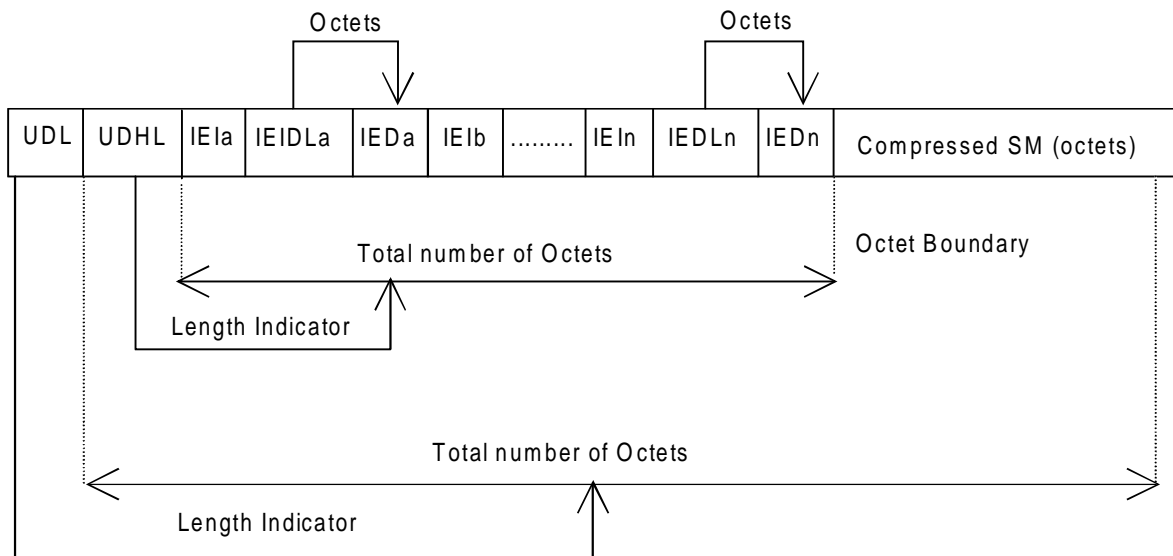 Octets Octets
UDL UDHL IEIa IEIDLa IEDa IEIb ......... IEIn IEDLn IEDn Compressed SM (octets)
Octet Boundary
Total number of Octets
Length Indicator
Total number of Octets
Length Indicator